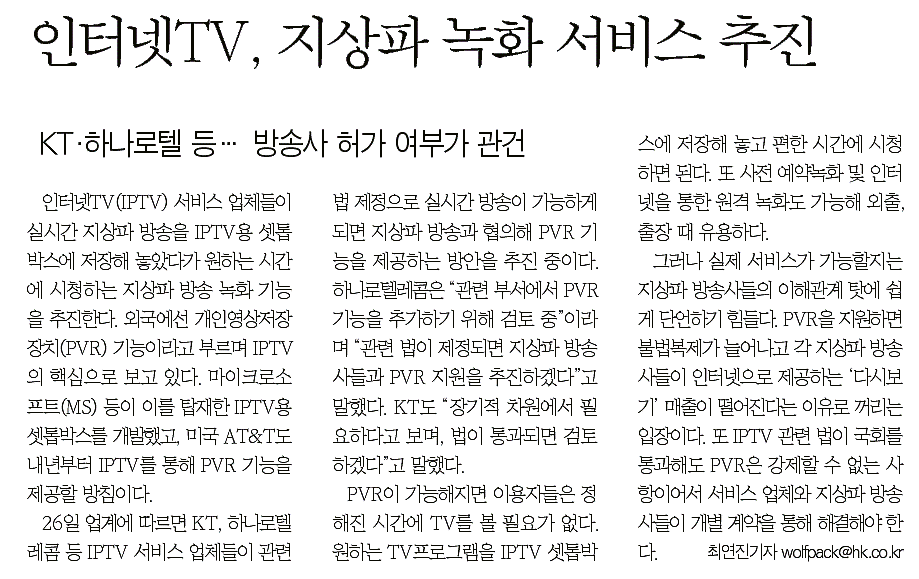 인터넷TV, 지상파 녹화 서비스 추진
KT·하나로텔 등… 방송사 허가 여부가 관건
인터넷TV(IPTV) 서비스 업체들이
실시간 지상파 방송을 IPTV용 셋톱
박스에 저장해 놓았다가 원하는 시간
에 시청하는 지상파 방송 녹화 기능
을 추진한다. 외국에선 개인영상저장
장치(PVR) 기능이라고 부르며 IPTV
의 핵심으로 보고 있다. 마이크로소
프트(MS) 등이 이를 탑재한 IPTV용
셋톱박스를 개발했고, 미국 AT&T도
내년부터 IPTV를 통해 PVR 기능을
제공할 방침이다.
26일 업계에 따르면 KT, 하나로텔
레콤 등 IPTV 서비스 업체들이 관련
법 제정으로 실시간 방송이 가능하게
되면 지상파 방송과 협의해 PVR 기
능을 제공하는 방안을 추진 중이다.
하나로텔레콤은 “관련 부서에서 PVR
기능을 추가하기 위해 검토 중”이라
며 “관련 법이 제정되면 지상파 방송
사들과 PVR 지원을 추진하겠다”고
말했다. KT도 “장기적 차원에서 필
요하다고 보며, 법이 통과되면 검토
하겠다”고 말했다.
PVR이 가능해지면 이용자들은 정
해진 시간에 TV를 볼 필요가 없다.
원하는 TV프로그램을 IPTV 셋톱박
스에 저장해 놓고 편한 시간에 시청
하면 된다. 또 사전 예약녹화 및 인터
넷을 통한 원격 녹화도 가능해 외출,
출장 때 유용하다.
그러나 실제 서비스가 가능할지는
지상파 방송사들의 이해관계 탓에 쉽
게 단언하기 힘들다. PVR을 지원하면
불법복제가 늘어나고 각 지상파 방송
사들이 인터넷으로 제공하는 ‘다시보
기’ 매출이 떨어진다는 이유로 꺼리는
입장이다. 또 IPTV 관련 법이 국회를
통과해도 PVR은 강제할 수 없는 사
항이어서 서비스 업체와 지상파 방송
사들이 개별 계약을 통해 해결해야 한
다. 최연진기자 wolfpack@hk.co.kr